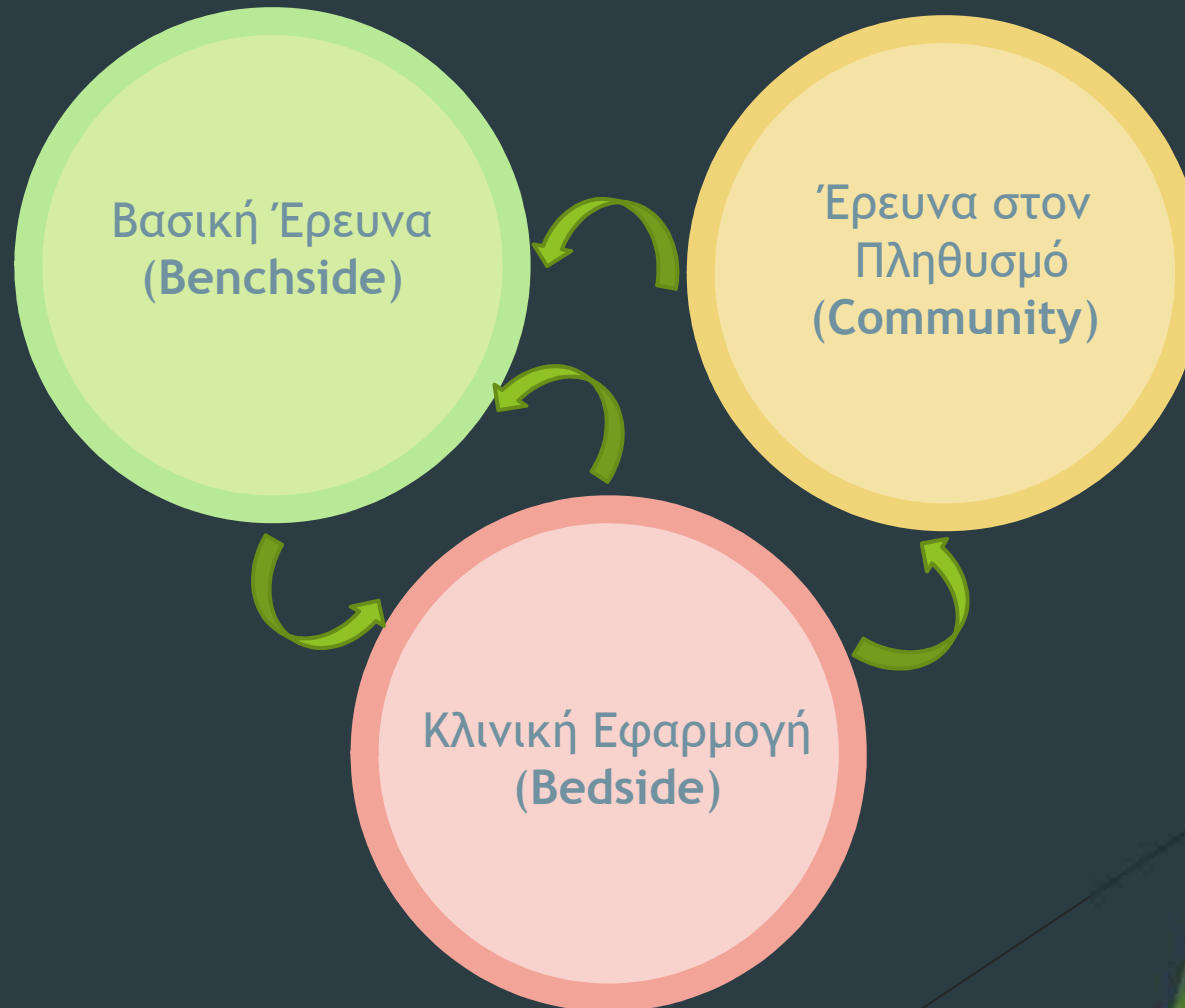 Βασική Έρευνα
(Benchside)
Έρευνα στον
Πληθυσμό
(Community)
Κλινική Εφαρμογή
(Bedside)